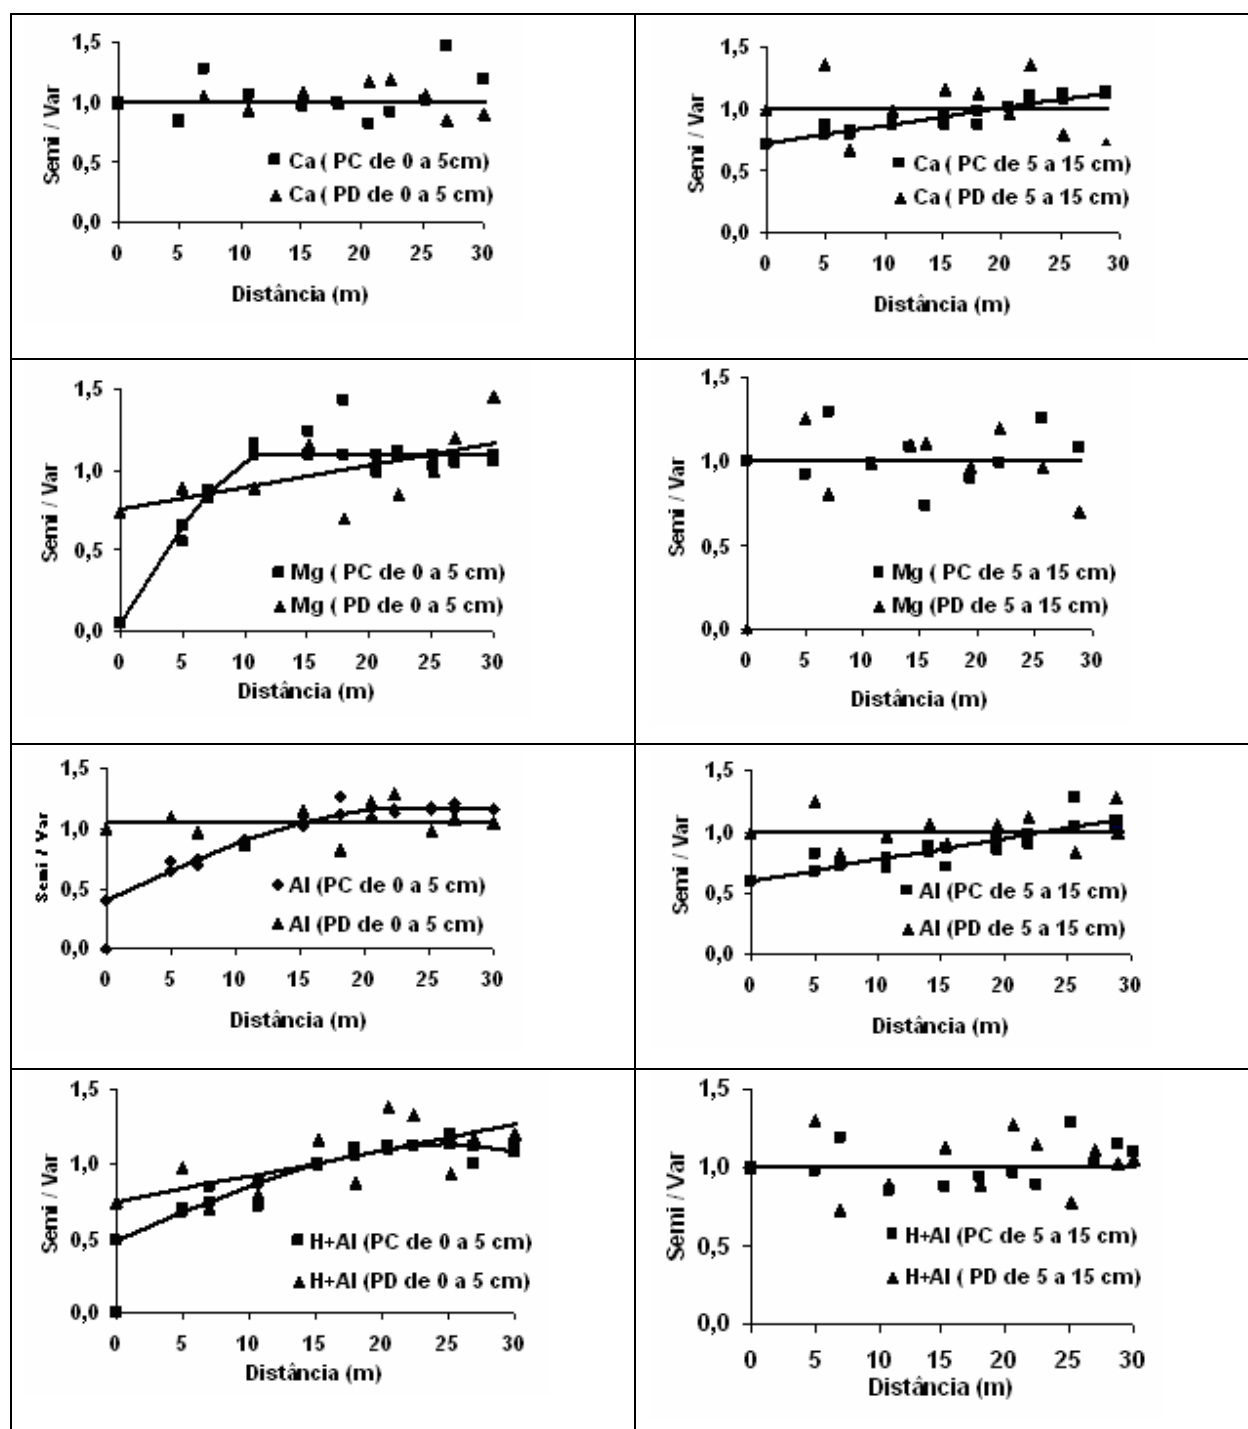 1,5
1,0
0,5
0,0
Semi / Var
Ca ( PC de 0 a 5cm)
Ca ( PD de 0 a 5 cm)
0 5 10 15 20 25 30
Distância (m)
1,5
1,0
0,5
0,0
Semi / Var
Ca ( PC de 5 a 15 cm)
Ca ( PD de 5 a 15 cm)
0 5 10 15 20 25 30
Distância (m)
1,5
1,0
0,5
0,0
Semi / Var
Mg ( PC de 0 a 5 cm)
Mg ( PD de 0 a 5 cm)
0 5 10 15 20 25 30
Distância (m)
1,5
1,0
0,5
0,0
Semi / Var
Mg ( PC de 5 a 15 cm)
Mg (PD de 5 a 15 cm)
0 5 10 15 20 25 30
Distância (m)
1,5
1,0
0,5
0,0
Semi / Var
Al (PC de 0 a 5 cm)
Al (PD de 0 a 5 cm)
0 5 10 15 20 25 30
Distância (m)
1,5
1,0
0,5
0,0
Semi / Var
Al (PC de 5 a 15 cm)
Al (PD de 5 a 15 cm)
0 5 10 15 20 25 30
Distância (m)
1,5
1,0
0,5
0,0
Semi / Var
H+Al (PC de 0 a 5 cm)
H+Al (PD de 0 a 5 cm)
0 5 10 15 20 25 30
Distância (m)
1,5
1,0
0,5
0,0
Semi / Var
H+Al (PC de 5 a 15 cm)
H+Al ( PD de 5 a 15 cm)
0 5 10 15 20 25 30
Distância (m)